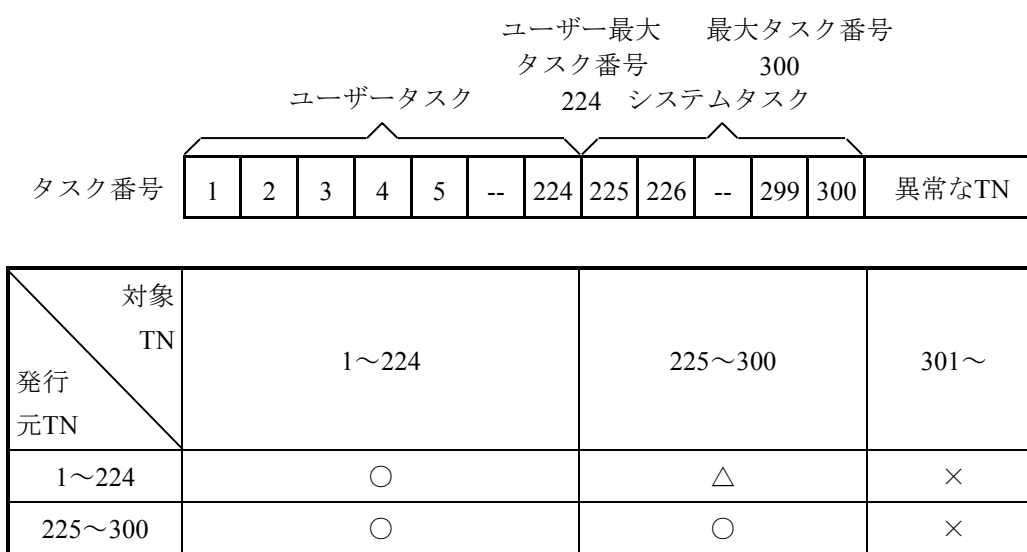 ユーザー最大 最大タスク番号
タスク番号 300
ユーザータスク 224 システムタスク
タスク番号 1 2 3 4 5 -- 224 225 226 -- 299 300 異常なTN
対象
TN
発行
元TN
1～224 225～300 301～
1～224 ○ △ ×
225～300 ○ ○ ×